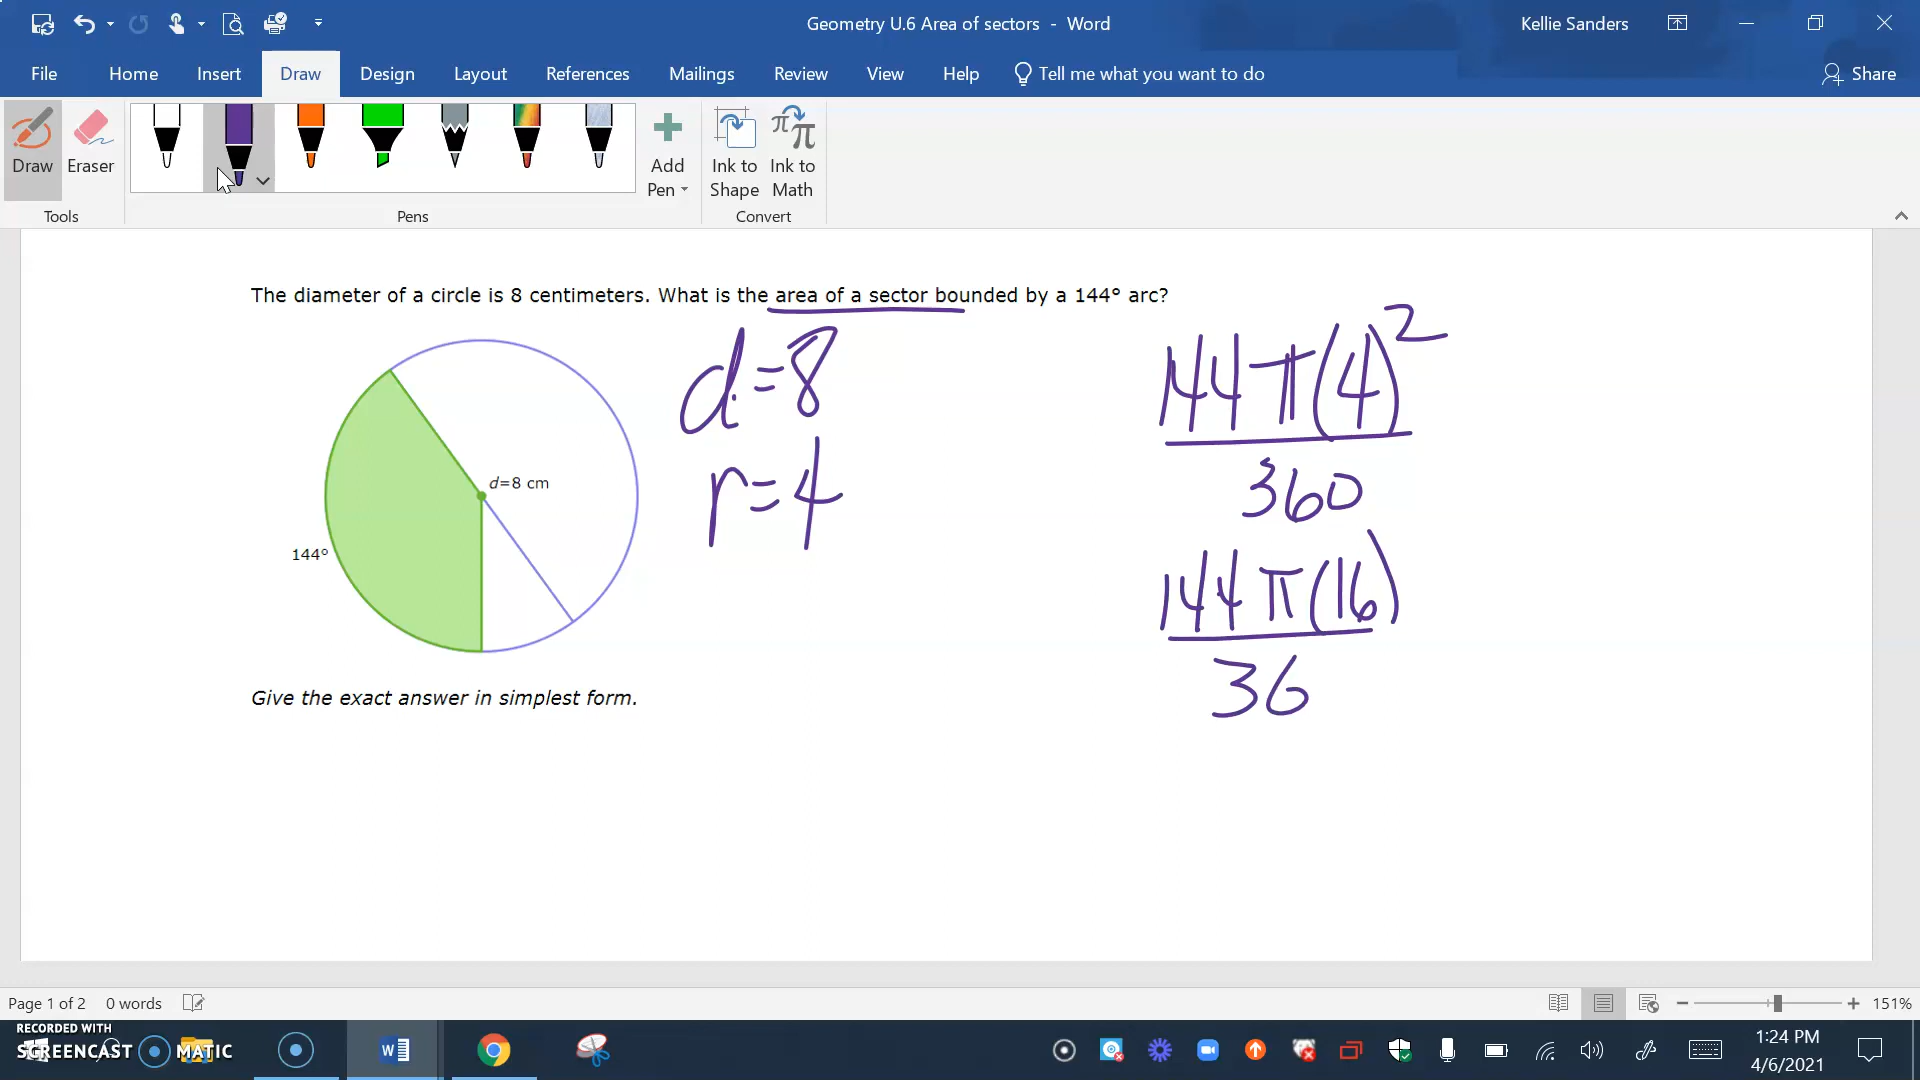 Geometry U.6 Area of sectors - Word
Kellie Sanders
File Home Insert Draw Design Layout References Mailings Review View Help Tell me what you want to do Share
Draw Eraser
Add Pen
Ink to Shape
Ink to Math
Tools Pens Convert
The diameter of a circle is 8 centimeters. What is the area of a sector bounded by a 144° arc?
d=8 cm
144°
Give the exact answer in simplest form.
d=8
r=4
144π(4)²
360
144π(16)
36
Page 1 of 2 0 words 151%
RECORDED WITH
SCREENCAST MATIC
1:24 PM
4/6/2021